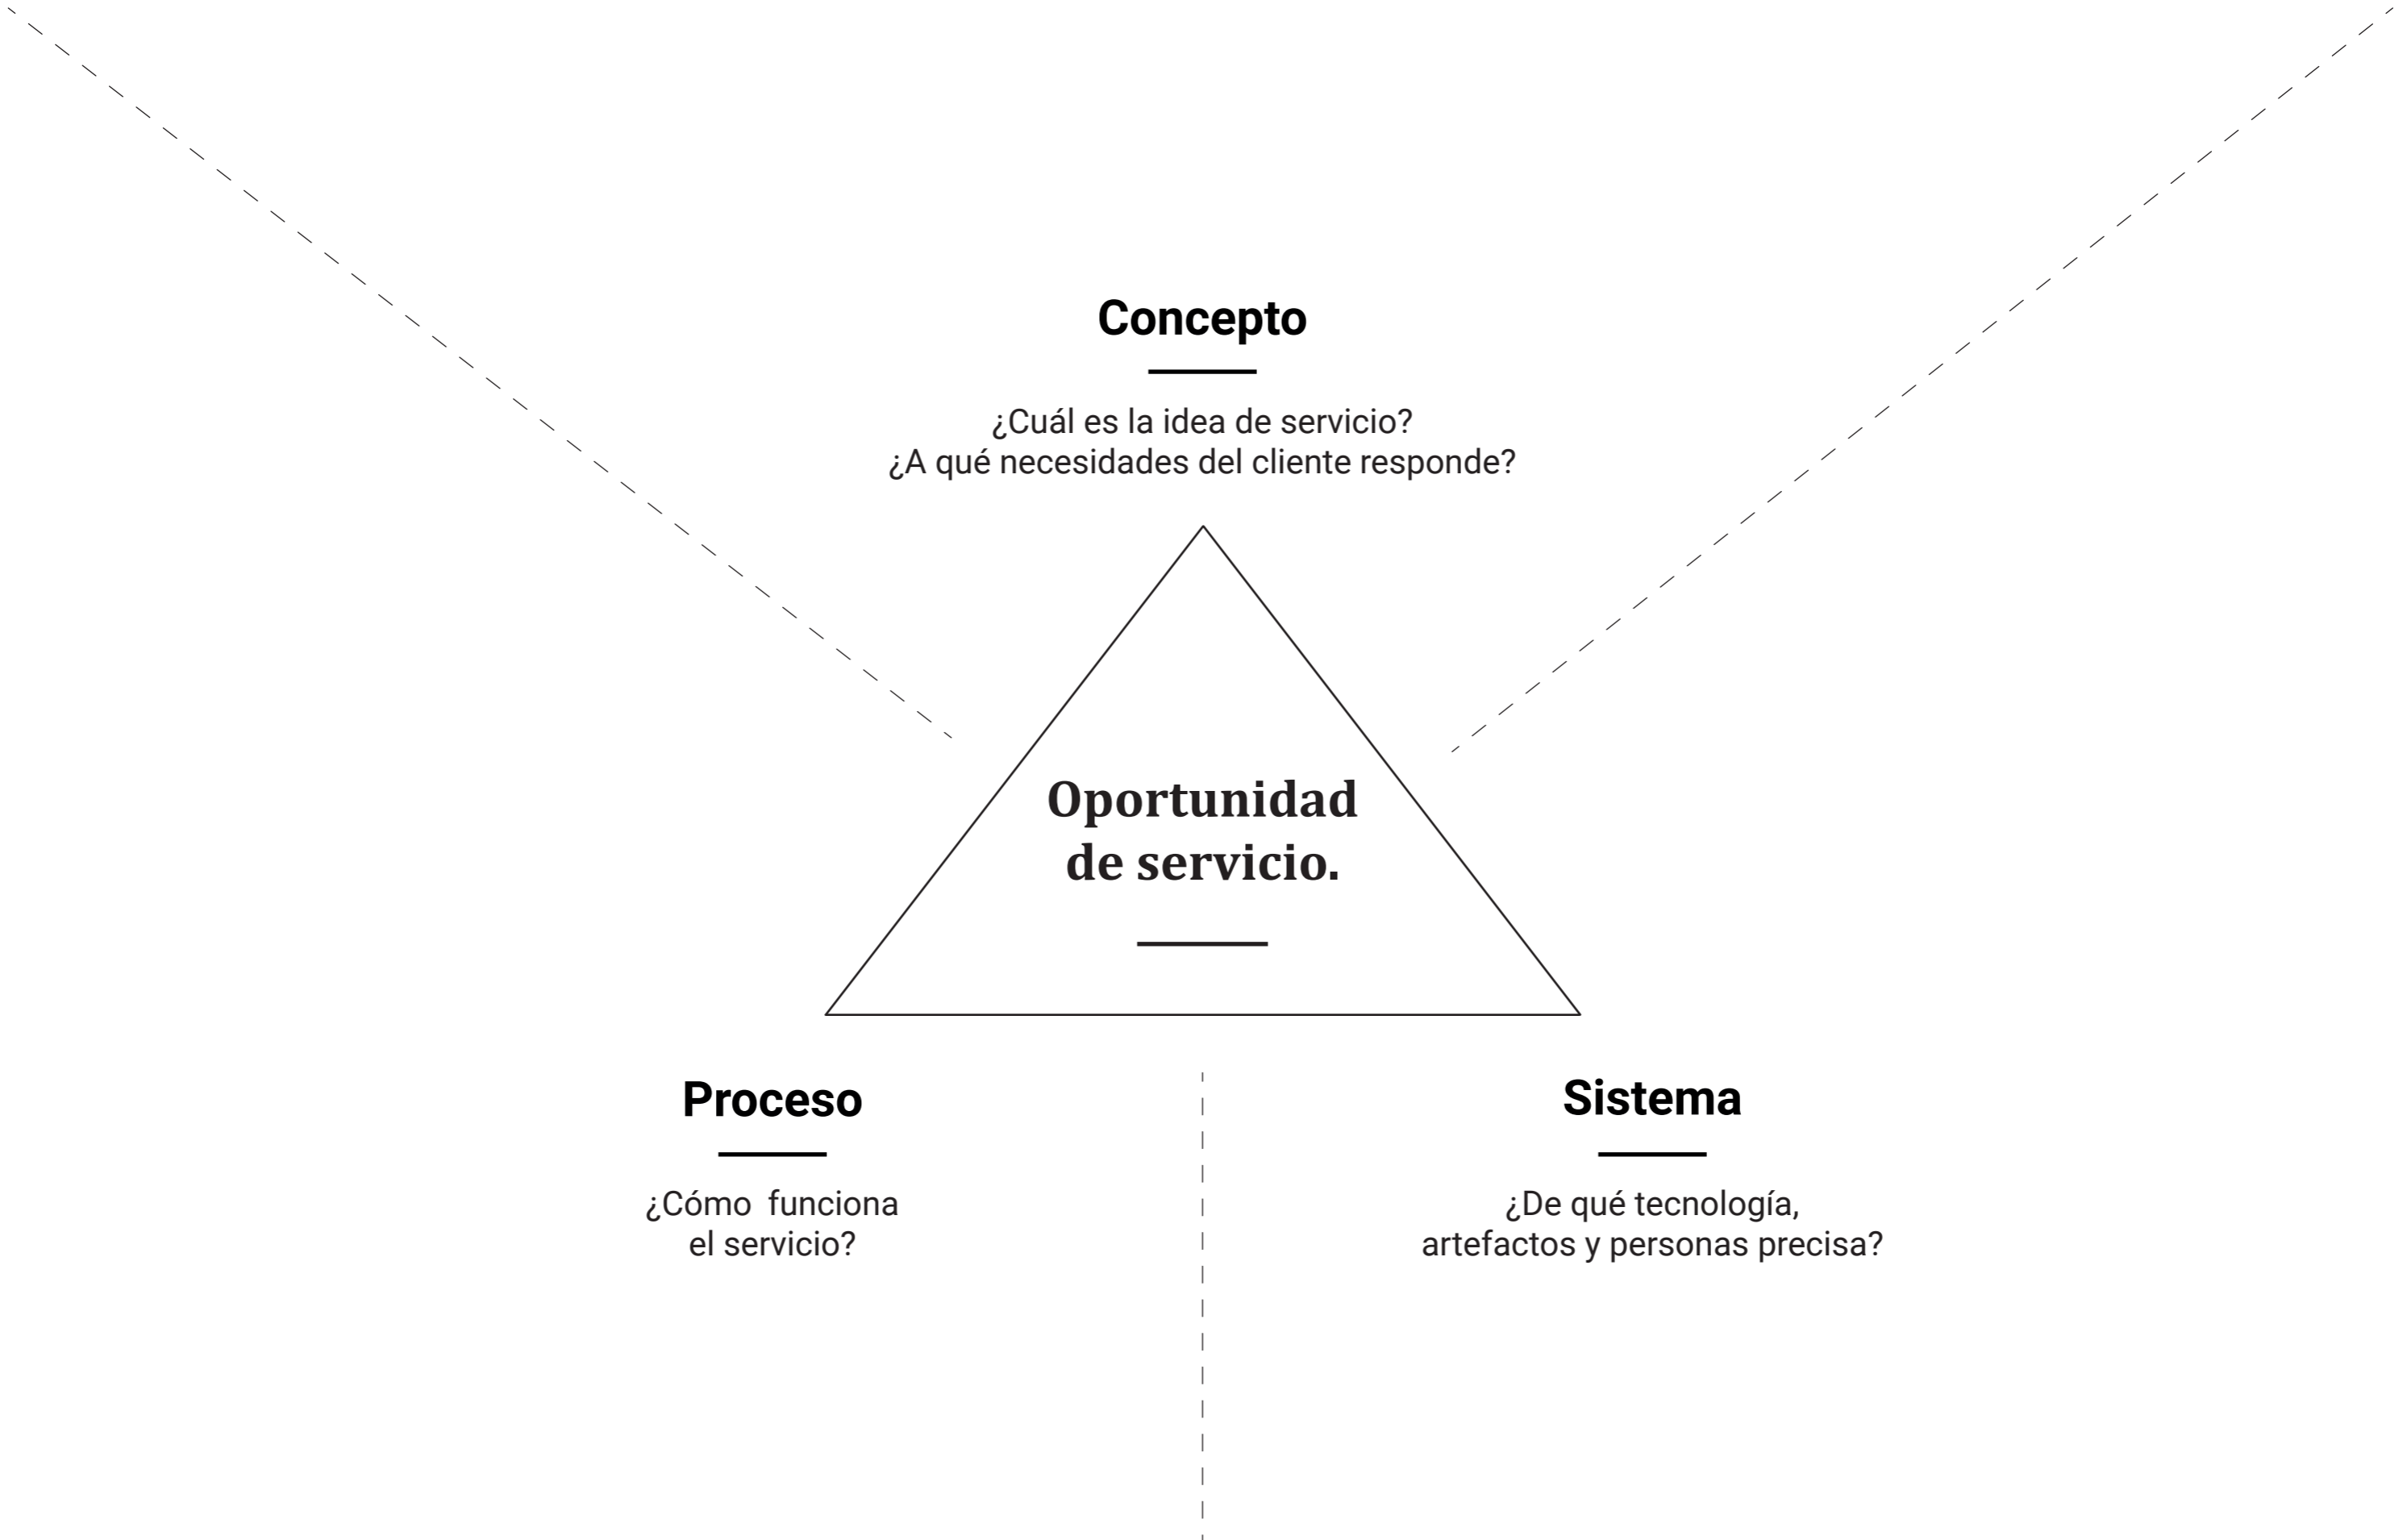 Concepto
¿Cuál es la idea de servicio?
¿A qué necesidades del cliente responde?
Oportunidad
de servicio.
Proceso
¿Cómo  funciona
el servicio?
Sistema
¿De qué tecnología,
artefactos y personas precisa?